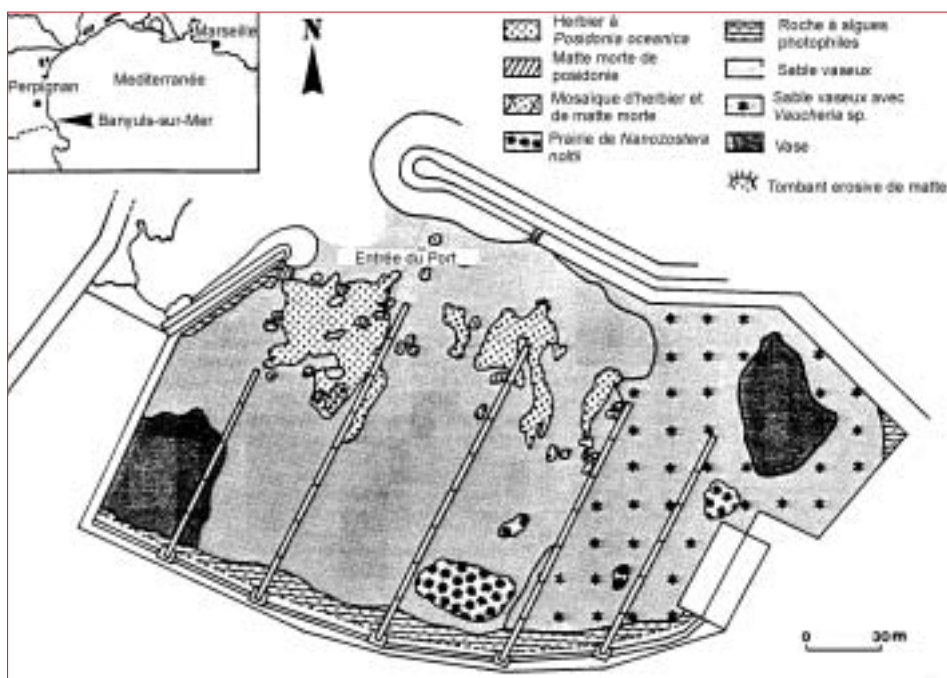 Marseille
Mediterranée
Perpignan
Banyuls-sur-Mer
N
Herbier à
Posidonia oceanica
Matte morte de
posidonie
Mosaïque d'herbier et
de matte morte
Prairie de Nanozostera
noltii
Roche à algues
photophiles
Sable vaseux
Sable vaseux avec
Vaucheria sp.
Vase
Tombant erosive de matte
Entrée du Port
0 30 m